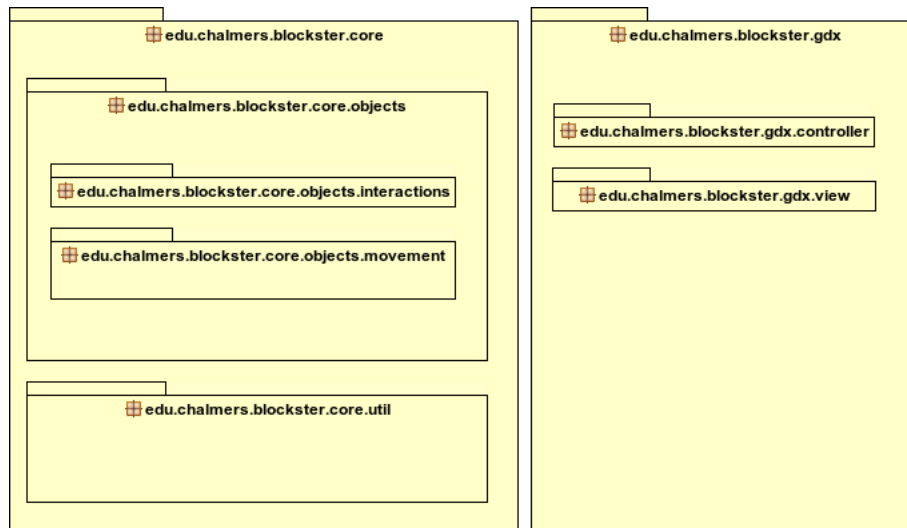 edu.chalmers.blockster.core
edu.chalmers.blockster.core.objects
edu.chalmers.blockster.core.objects.interactions
edu.chalmers.blockster.core.objects.movement
edu.chalmers.blockster.core.util
edu.chalmers.blockster.gdx
edu.chalmers.blockster.gdx.controller
edu.chalmers.blockster.gdx.view